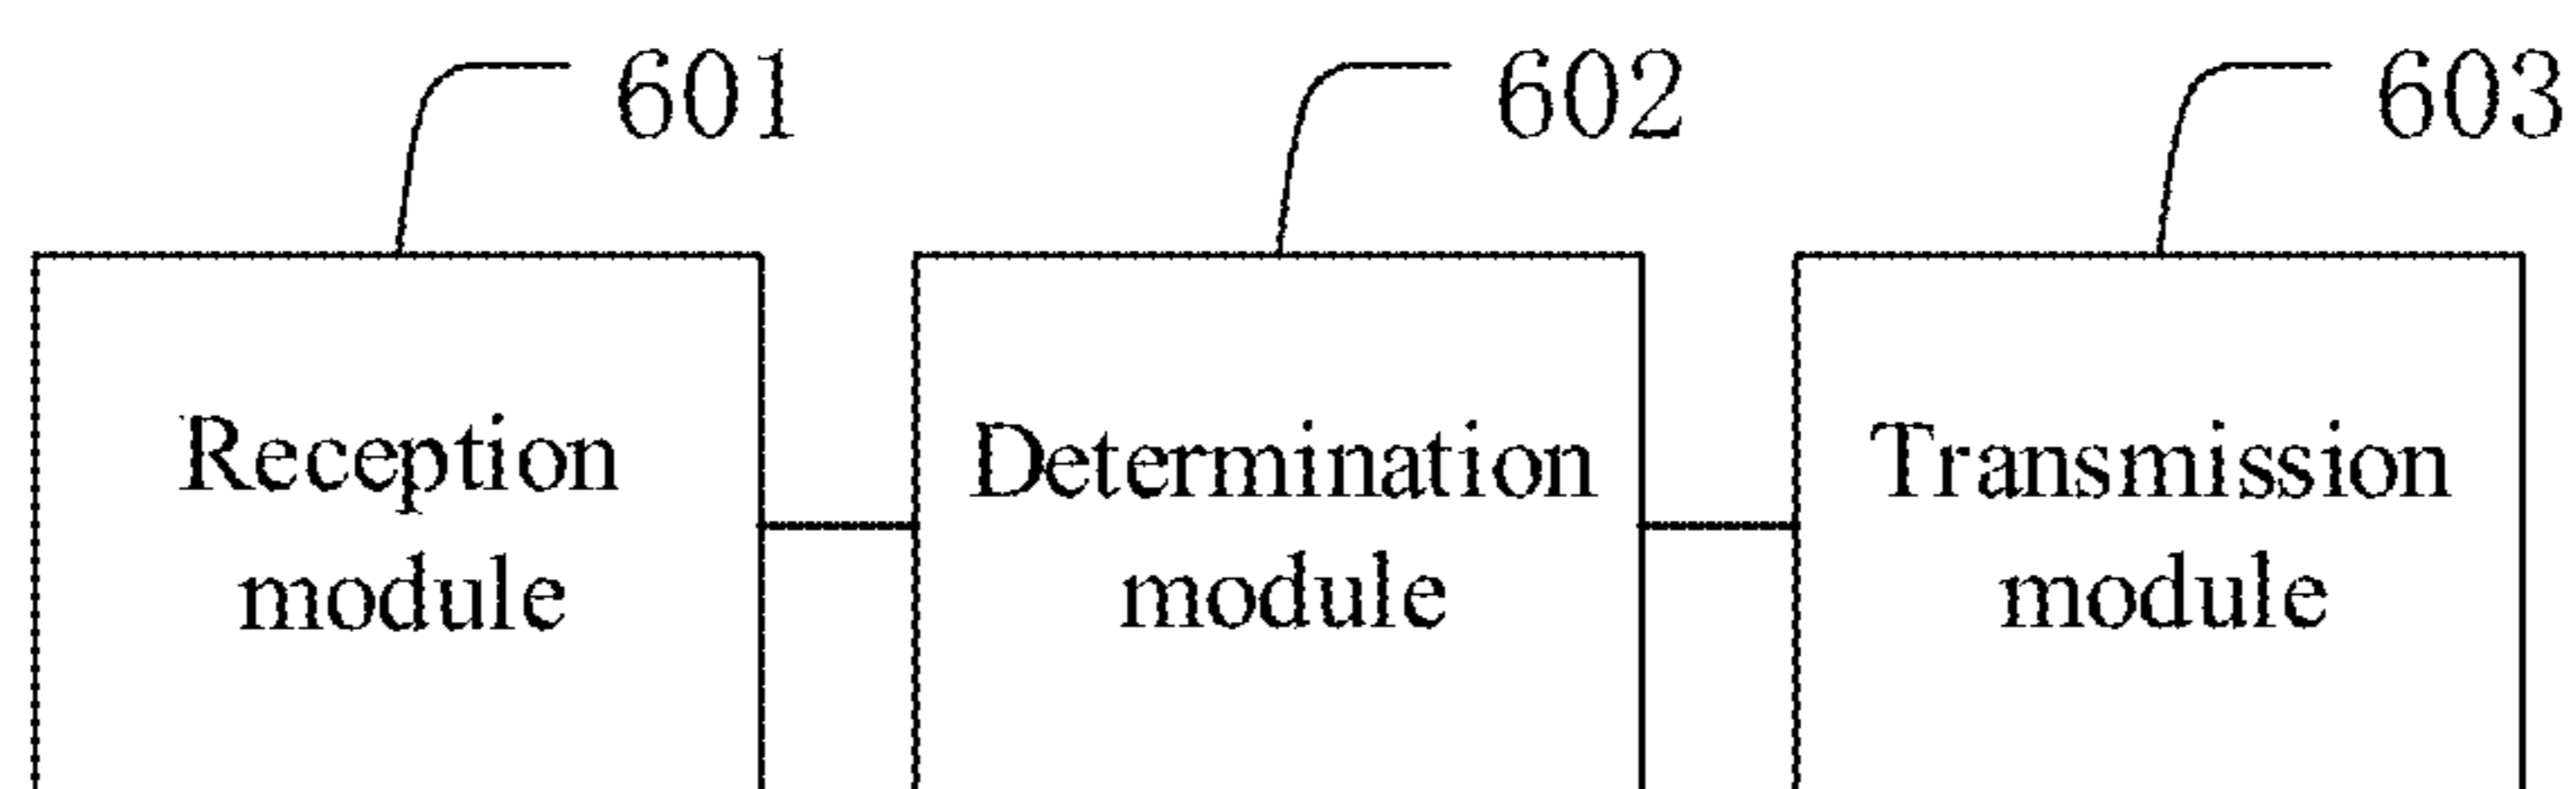 601
602
603
Reception
module
Determination
module
Transmission
module